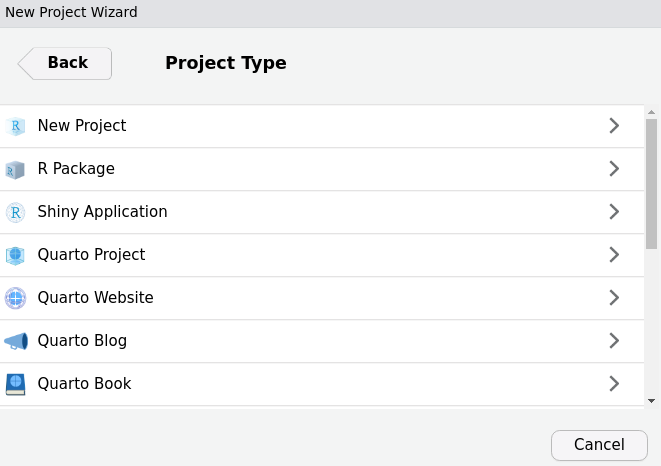 New Project Wizard
Back
Project Type
R New Project
R R Package
R Shiny Application
Quarto Project
Quarto Website
Quarto Blog
Quarto Book
Cancel